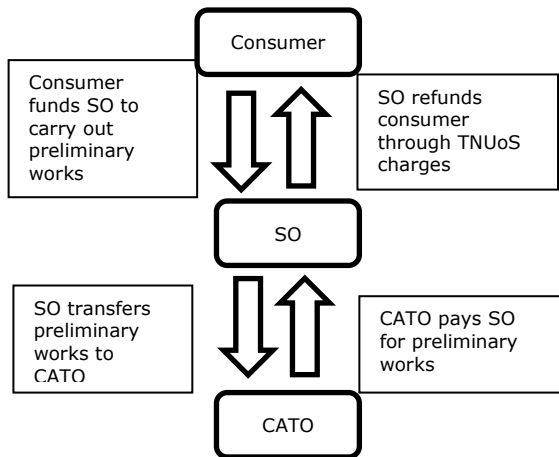 Consumer
Consumer
funds SO to
carry out
preliminary
works
SO refunds
consumer
through TNUoS
charges
SO
SO transfers
preliminary
works to
CATO
CATO pays SO
for preliminary
works
CATO